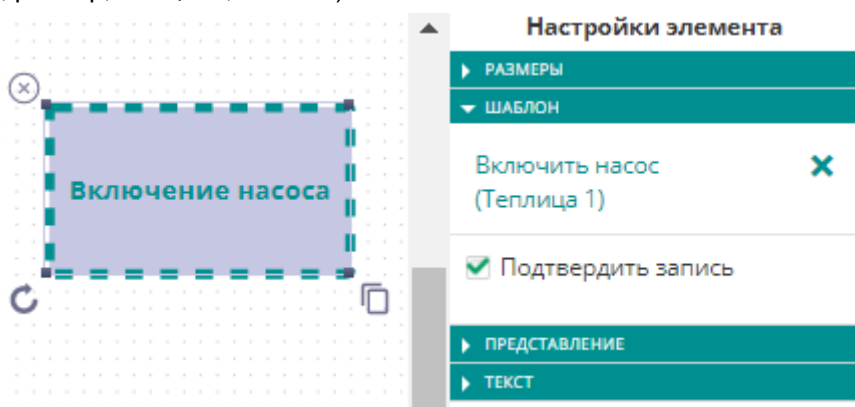 Настройки элемента
РАЗМЕРЫ
ШАБЛОН
Включить насос
(Теплица 1)
Подтвердить запись
ПРЕДСТАВЛЕНИЕ
ТЕКСТ
Включение насоса